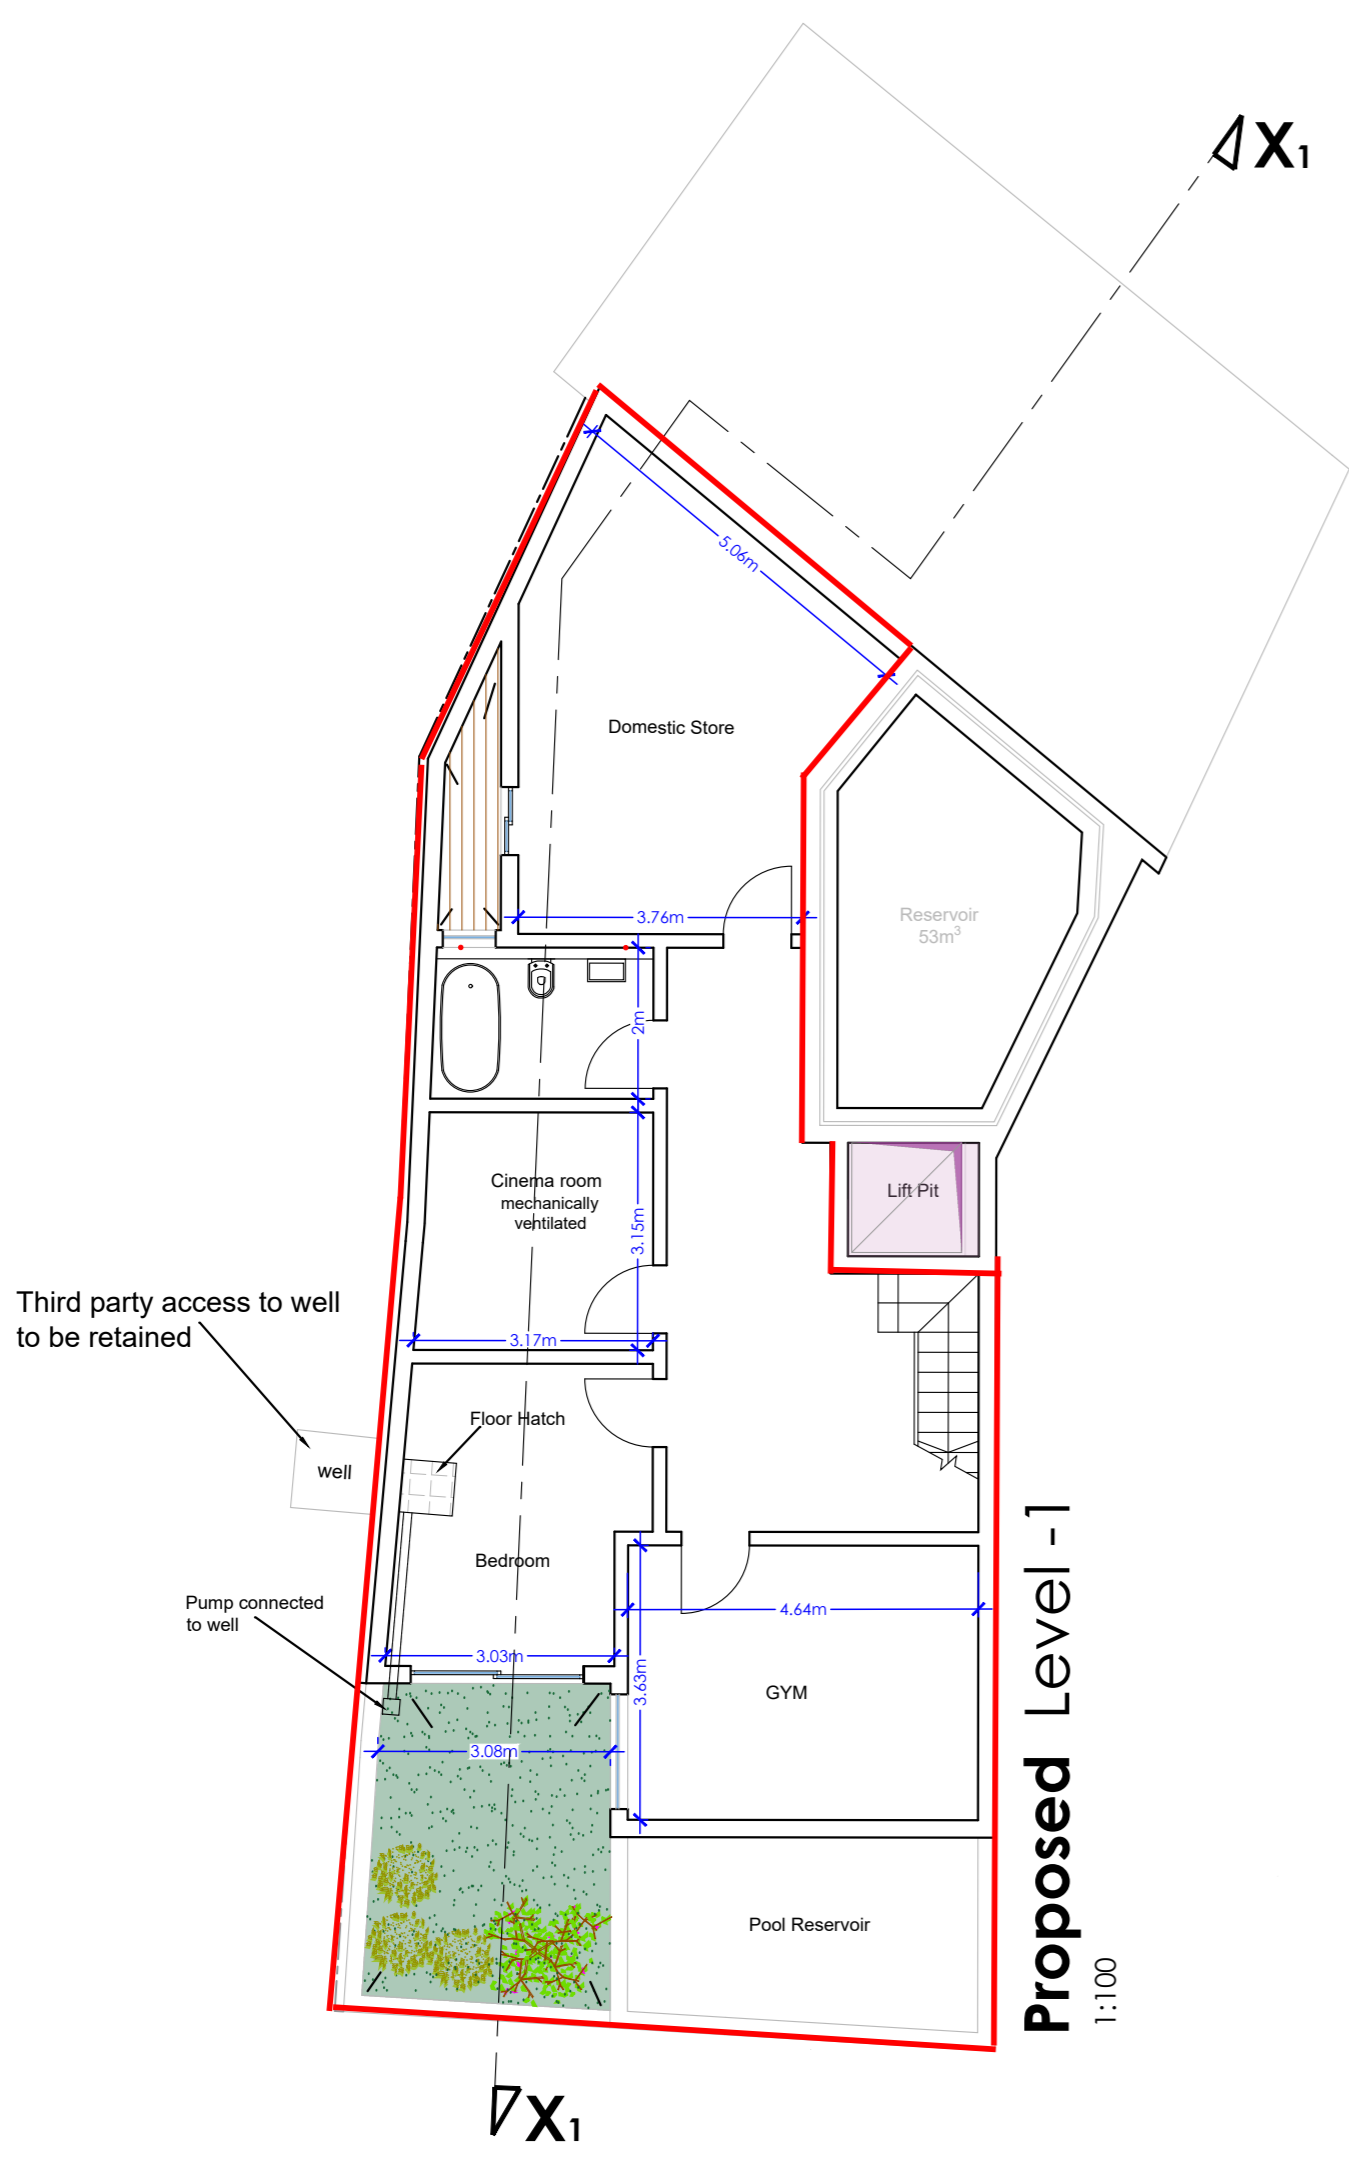 X1
5.06m
Domestic Store
3.76m
Reservoir
53m3
2m
Cinema room
mechanically
ventilated
3.15m
Lift Pit
3.17m
Third party access to well
to be retained
well
Floor Hatch
Bedroom
Pump connected
to well
3.03m
4.64m
3.63m
GYM
3.08m
Pool Reservoir
Proposed Level -1
1:100
X1